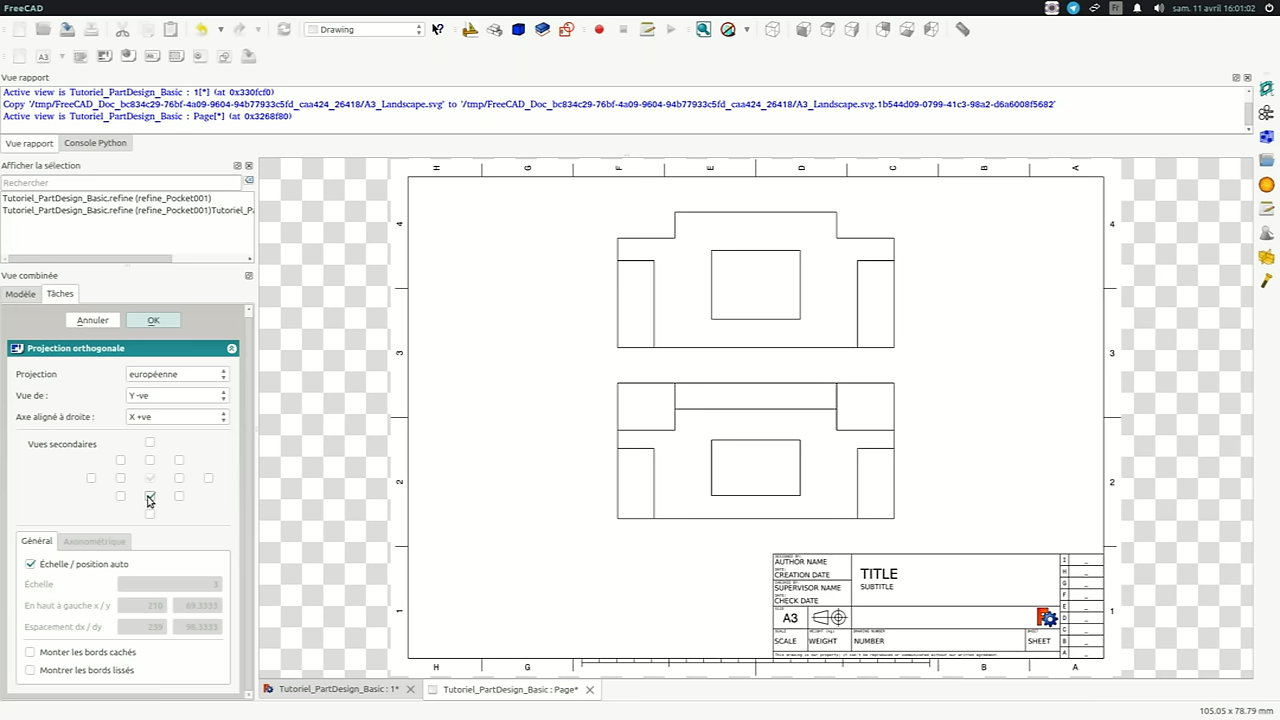 FreeCAD
Fr
sam. 11 avril 16:01:02
Drawing
A3
Vue rapport
Active view is Tutoriel_PartDesign_Basic : 1[*] (at 0x330fcf0)
Copy '/tmp/FreeCAD_Doc_bc834c29-76bf-4a09-9604-94b77933c5fd_caa424_26418/A3_Landscape.svg' to '/tmp/FreeCAD_Doc_bc834c29-76bf-4a09-9604-94b77933c5fd_caa424_26418/A3_Landscape.svg.1b544d09-0799-41c3-98a2-d6a6008f5682'
Active view is Tutoriel_PartDesign_Basic : Page[*] (at 0x3268f80)
Vue rapport
Console Python
Afficher la sélection
Rechercher
Tutoriel_PartDesign_Basic.refine (refine_Pocket001)
Tutoriel_PartDesign_Basic.refine (refine_Pocket001)Tutoriel_Pa
Vue combinée
Modèle
Tâches
Annuler
OK
Projection orthogonale
Projection
européenne
Vue de :
Y -ve
Axe aligné à droite :
X +ve
Vues secondaires
Général
Axonométrique
Échelle / position auto
Échelle
3
En haut à gauche x / y
210
69.3333
Espacement dx / dy
239
98.3333
Monter les bords cachés
Montrer les bords lissés
H G F E D C B A
4 4
3 3
2 2
1 1
AUTHOR NAME
CREATION DATE
SUPERVISOR NAME
CHECK DATE
TITLE
SUBTITLE
A3
SCALE
WEIGHT
NUMBER
SHEET
I _
H _
G _
F _
E _
D _
C _
B _
A _
H G B A
Tutoriel_PartDesign_Basic : 1*
Tutoriel_PartDesign_Basic : Page*
105.05 x 78.79 mm